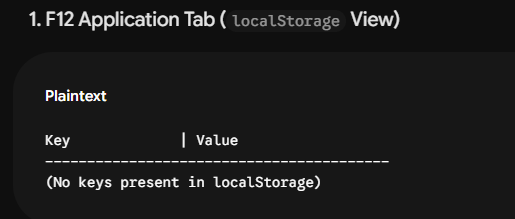 1. F12 Application Tab ( localStorage View)
Plaintext
Key             | Value
-----------------------------------------
(No keys present in localStorage)